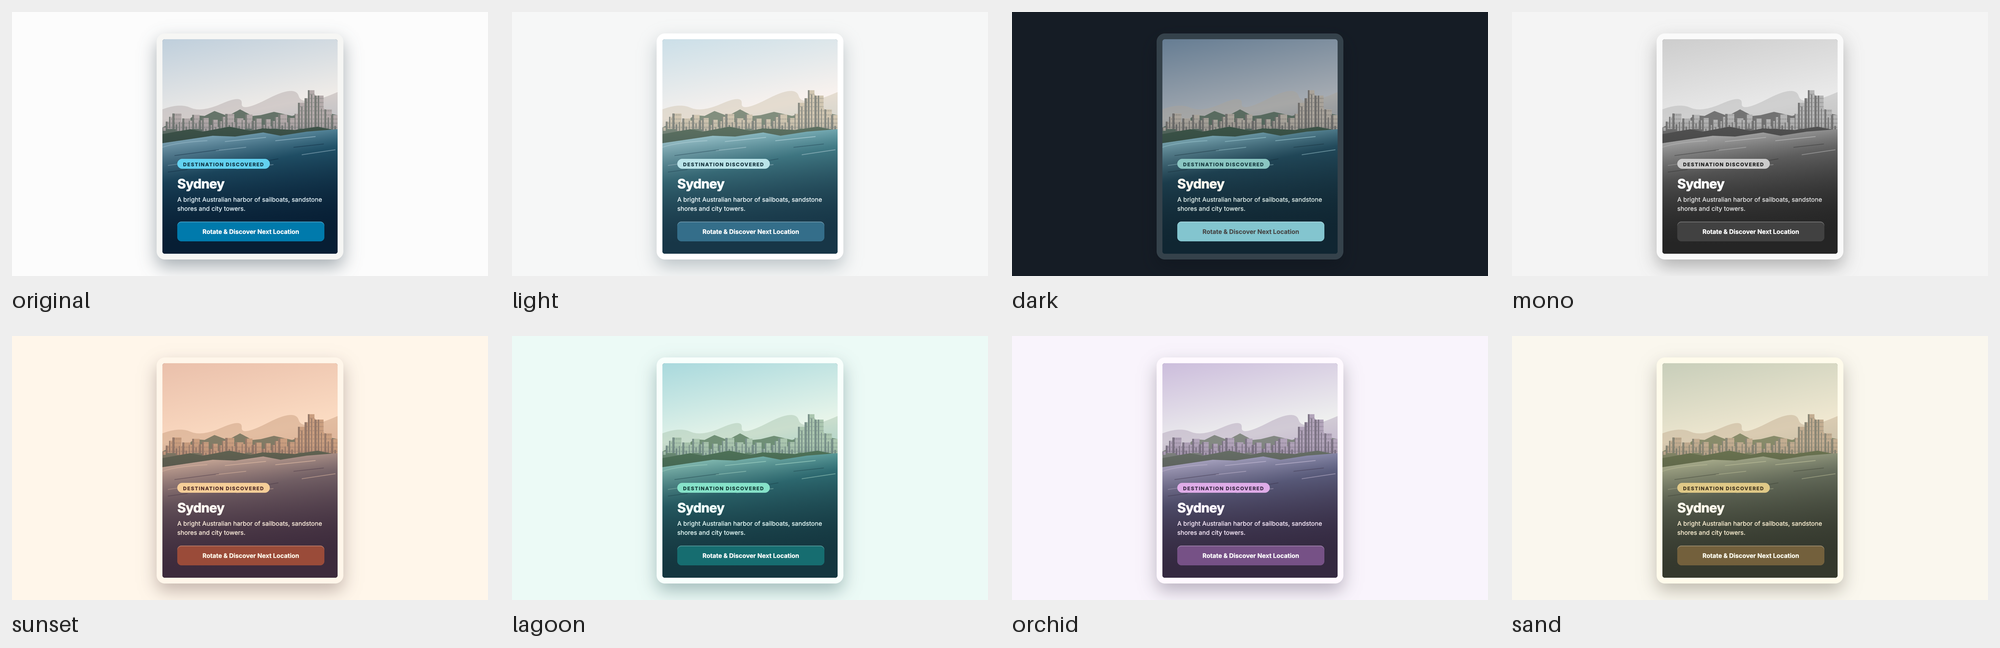 DESTINATION DISCOVERED
Sydney
A bright Australian harbor of sailboats, sandstone
shores and city towers.
Rotate & Discover Next Location
original
DESTINATION DISCOVERED
Sydney
A bright Australian harbor of sailboats, sandstone
shores and city towers.
Rotate & Discover Next Location
light
DESTINATION DISCOVERED
Sydney
A bright Australian harbor of sailboats, sandstone
shores and city towers.
Rotate & Discover Next Location
dark
DESTINATION DISCOVERED
Sydney
A bright Australian harbor of sailboats, sandstone
shores and city towers.
Rotate & Discover Next Location
mono
DESTINATION DISCOVERED
Sydney
A bright Australian harbor of sailboats, sandstone
shores and city towers.
Rotate & Discover Next Location
sunset
DESTINATION DISCOVERED
Sydney
A bright Australian harbor of sailboats, sandstone
shores and city towers.
Rotate & Discover Next Location
lagoon
DESTINATION DISCOVERED
Sydney
A bright Australian harbor of sailboats, sandstone
shores and city towers.
Rotate & Discover Next Location
orchid
DESTINATION DISCOVERED
Sydney
A bright Australian harbor of sailboats, sandstone
shores and city towers.
Rotate & Discover Next Location
sand